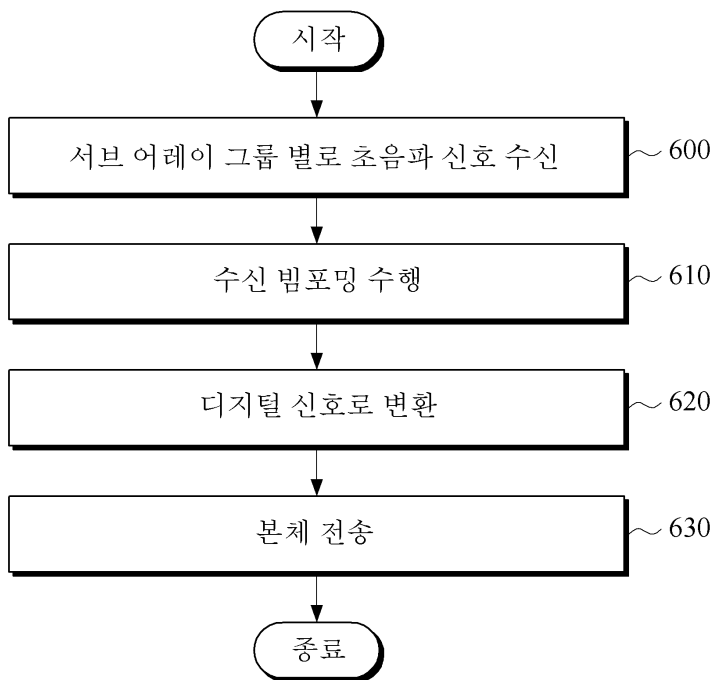 시작
서브 어레이 그룹 별로 초음파 신호 수신 600
수신 빔포밍 수행 610
디지털 신호로 변환 620
본체 전송 630
종료